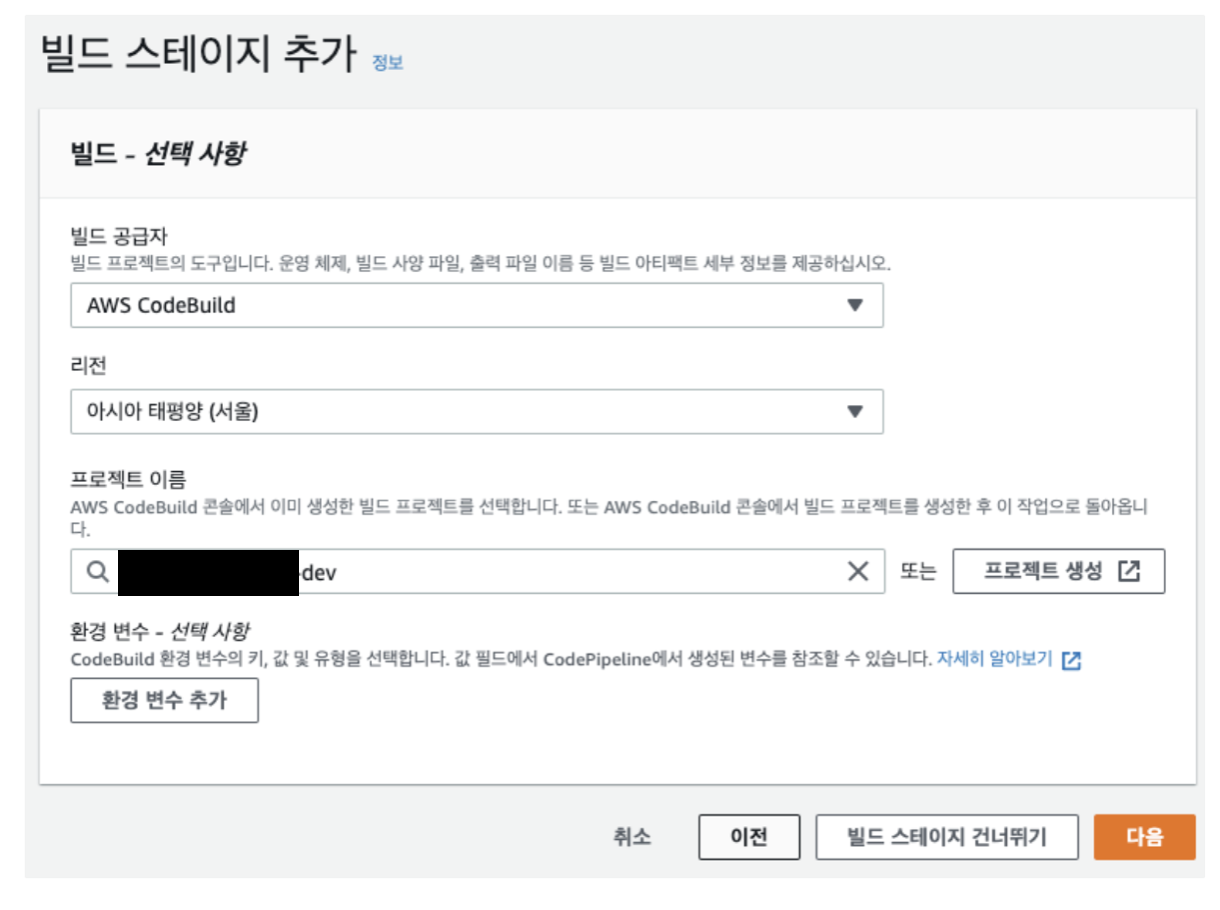 빌드 스테이지 추가 정보
빌드 - 선택 사항
빌드 공급자
빌드 프로젝트의 도구입니다. 운영 체제, 빌드 사양 파일, 출력 파일 이름 등 빌드 아티팩트 세부 정보를 제공하십시오.
AWS CodeBuild
리전
아시아 태평양 (서울)
프로젝트 이름
AWS CodeBuild 콘솔에서 이미 생성한 빌드 프로젝트를 선택합니다. 또는 AWS CodeBuild 콘솔에서 빌드 프로젝트를 생성한 후 이 작업으로 돌아옵니
다.
-dev 또는 프로젝트 생성
환경 변수 - 선택 사항
CodeBuild 환경 변수의 키, 값 및 유형을 선택합니다. 값 필드에서 CodePipeline에서 생성된 변수를 참조할 수 있습니다. 자세히 알아보기
환경 변수 추가
취소 이전 빌드 스테이지 건너뛰기 다음